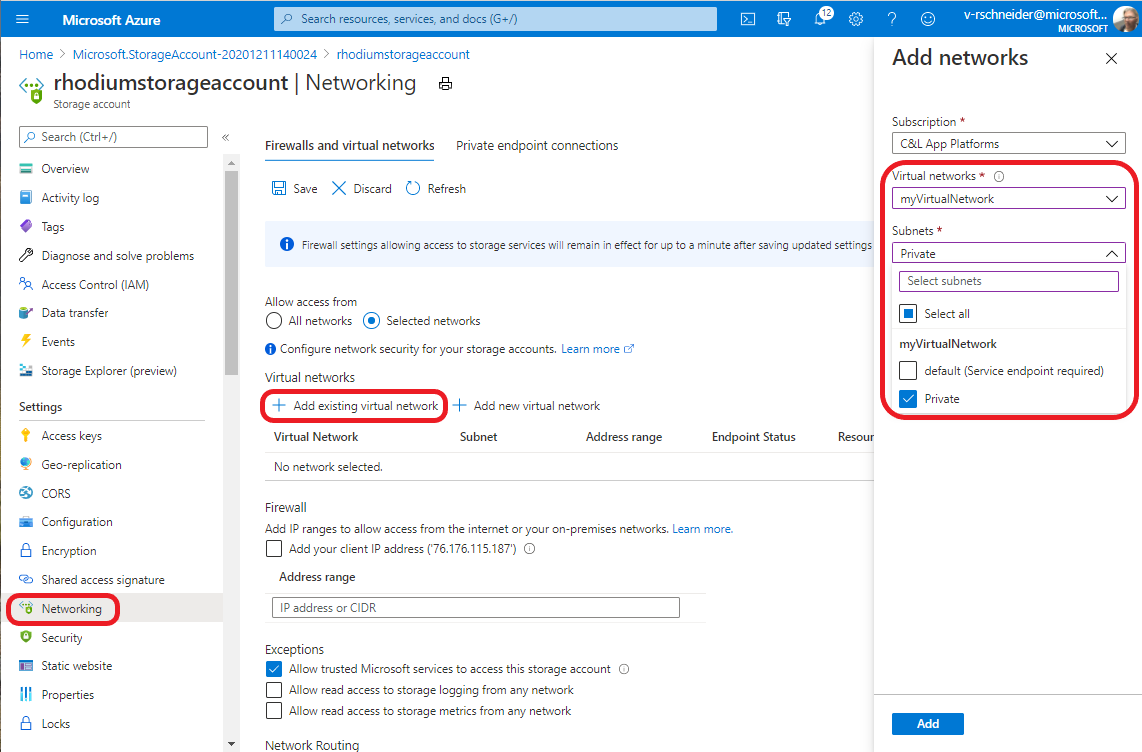 Microsoft Azure
Search resources, services, and docs (G+/)
12
v-rschneider@microsoft...
MICROSOFT
Home > Microsoft.StorageAccount-20201211140024 > rhodiumstorageaccount
rhodiumstorageaccount | Networking
Storage account
Search (Ctrl+/)
«
Overview
Activity log
Tags
Diagnose and solve problems
Access Control (IAM)
Data transfer
Events
Storage Explorer (preview)
Settings
Access keys
Geo-replication
CORS
Configuration
Encryption
Shared access signature
Networking
Security
Static website
Properties
Locks
Firewalls and virtual networks Private endpoint connections
Save Discard Refresh
Firewall settings allowing access to storage services will remain in effect for up to a minute after saving updated settings
Allow access from
All networks Selected networks
Configure network security for your storage accounts. Learn more
Virtual networks
+ Add existing virtual network + Add new virtual network
Virtual Network Subnet Address range Endpoint Status Resour
No network selected.
Firewall
Add IP ranges to allow access from the internet or your on-premises networks. Learn more.
Add your client IP address ('76.176.115.187')
Address range
IP address or CIDR
Exceptions
Allow trusted Microsoft services to access this storage account
Allow read access to storage logging from any network
Allow read access to storage metrics from any network
Network Routing
Add networks
Subscription *
C&L App Platforms
Virtual networks *
myVirtualNetwork
Subnets *
Private
Select subnets
Select all
myVirtualNetwork
default (Service endpoint required)
Private
Add